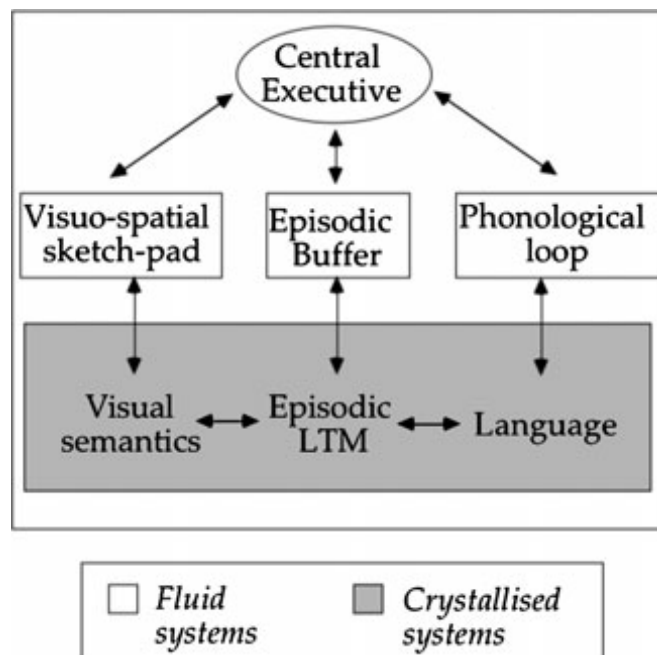 Central
Executive
Visuo-spatial
sketch-pad
Episodic
Buffer
Phonological
loop
Visual
semantics
Episodic
LTM
Language
Fluid
systems
Crystallised
systems